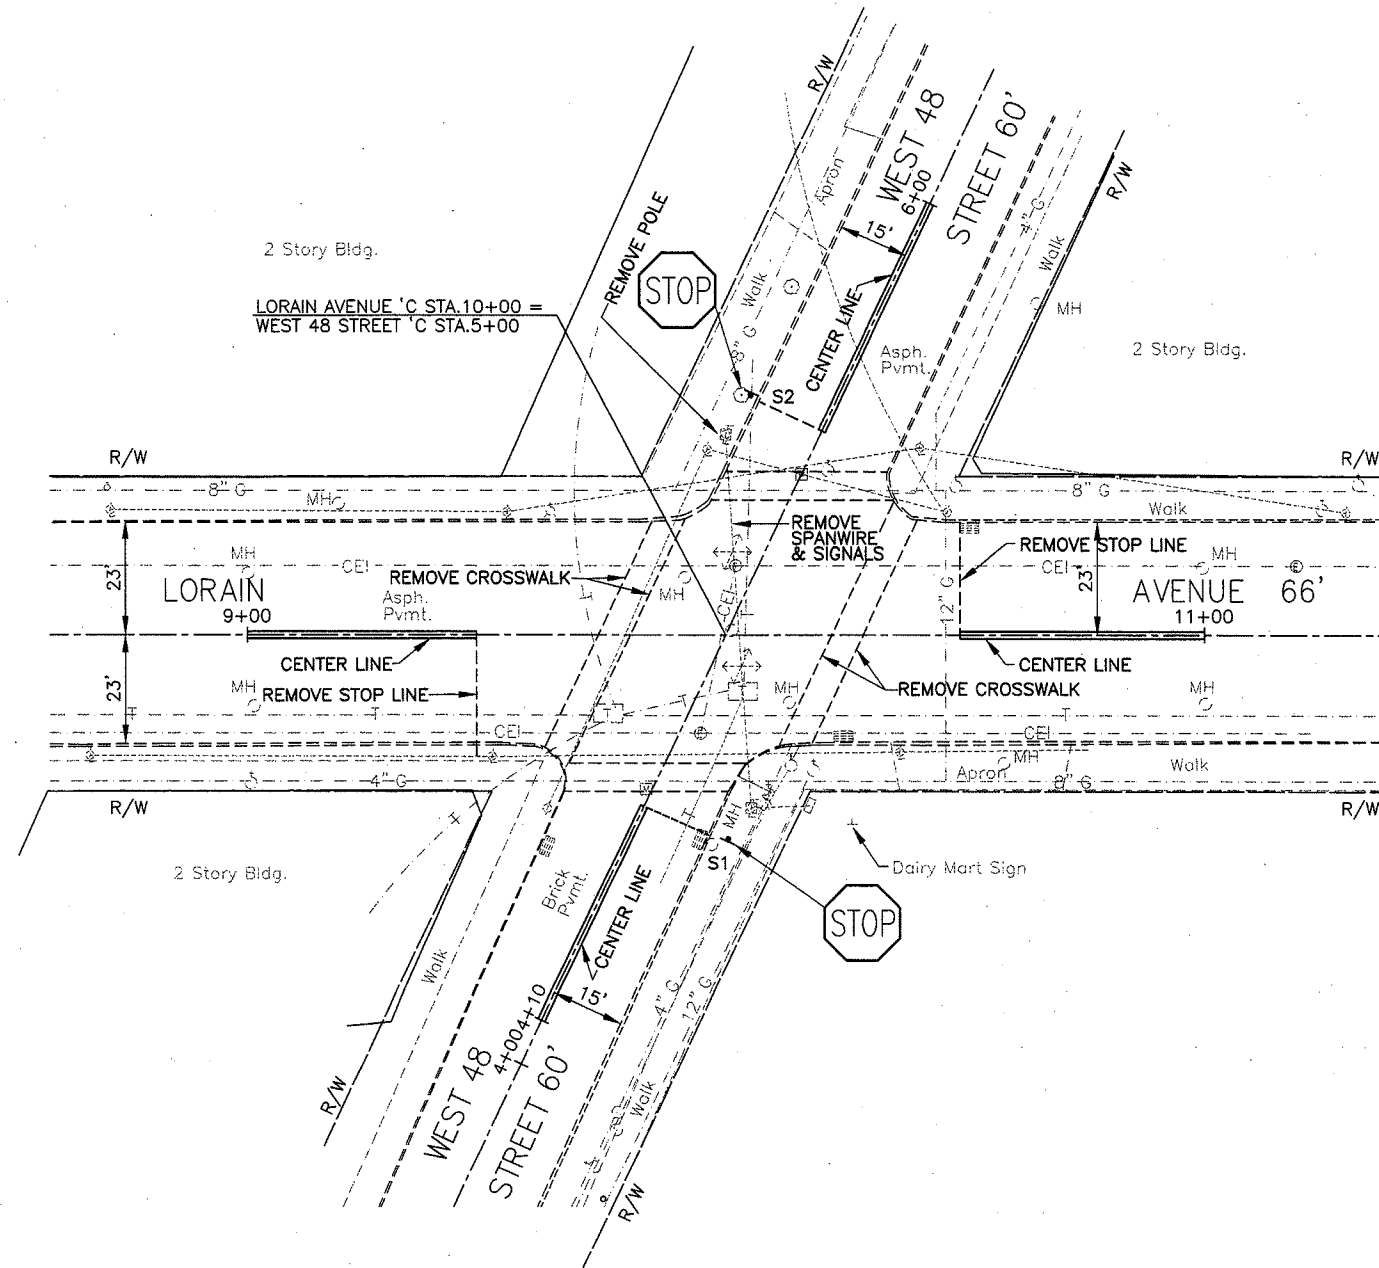 R/W
WEST 48
STREET 60'
6+00
15'
Apron
4" G
Walk
R/W
MH
REMOVE POLE
2 Story Bldg.
STOP
Walk
8" G
CENTER LINE
LORAIN AVENUE 'C STA.10+00 =
WEST 48 STREET 'C STA.5+00
Asph.
Pvmt.
2 Story Bldg.
S2
R/W
R/W
8" G
MH
8" G
Walk
REMOVE
SPANWIRE
& SIGNALS
REMOVE STOP LINE
MH
CEI
MH
CEI
23'
REMOVE CROSSWALK
MH
CEI
12" G
23'
LORAIN
Asph.
Pvmt.
9+00
AVENUE 66'
11+00
T
CENTER LINE
CENTER LINE
23'
MH
REMOVE STOP LINE
REMOVE CROSSWALK
MH
MH
T
T
T
T
T
CEI
CEI
MH
4" G
Apron
8" G
Walk
R/W
R/W
MH
T
S1
Dairy Mart Sign
2 Story Bldg.
Brick
Pvmt.
CENTER LINE
STOP
Walk
15'
4" G
12" G
4+00
4+10
WEST 48
STREET 60'
R/W
Walk
R/W